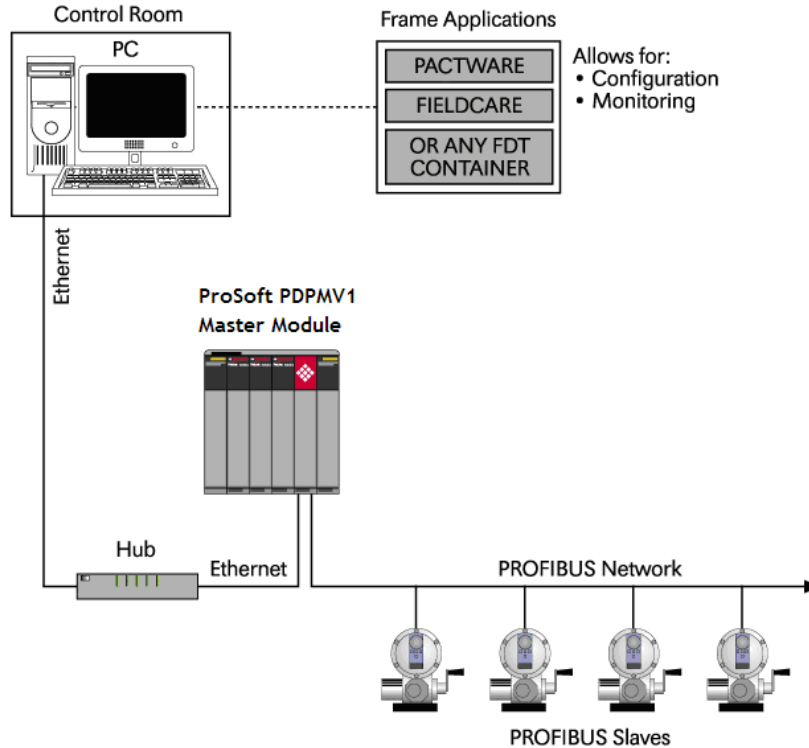 Control Room
PC
Frame Applications
PACTWARE
FIELDCARE
OR ANY FDT
CONTAINER
Allows for:
• Configuration
• Monitoring
Ethernet
ProSoft PDPMV1
Master Module
Hub
Ethernet
PROFIBUS Network
PROFIBUS Slaves